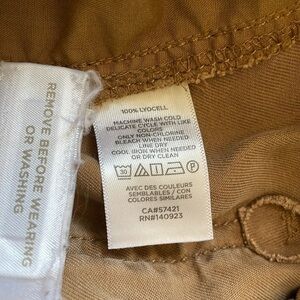 REMOVE BEFORE WEARING
OR WASHING
100% LYOCELL
MACHINE WASH COLD
DELICATE CYCLE WITH LIKE
COLORS
ONLY NON-CHLORINE
BLEACH WHEN NEEDED
LINE DRY
COOL IRON WHEN NEEDED
OR DRY CLEAN
30
AVEC DES COULEURS
SEMBLABLES / CON
COLORES SIMILARES
CA#57421
RN#140923